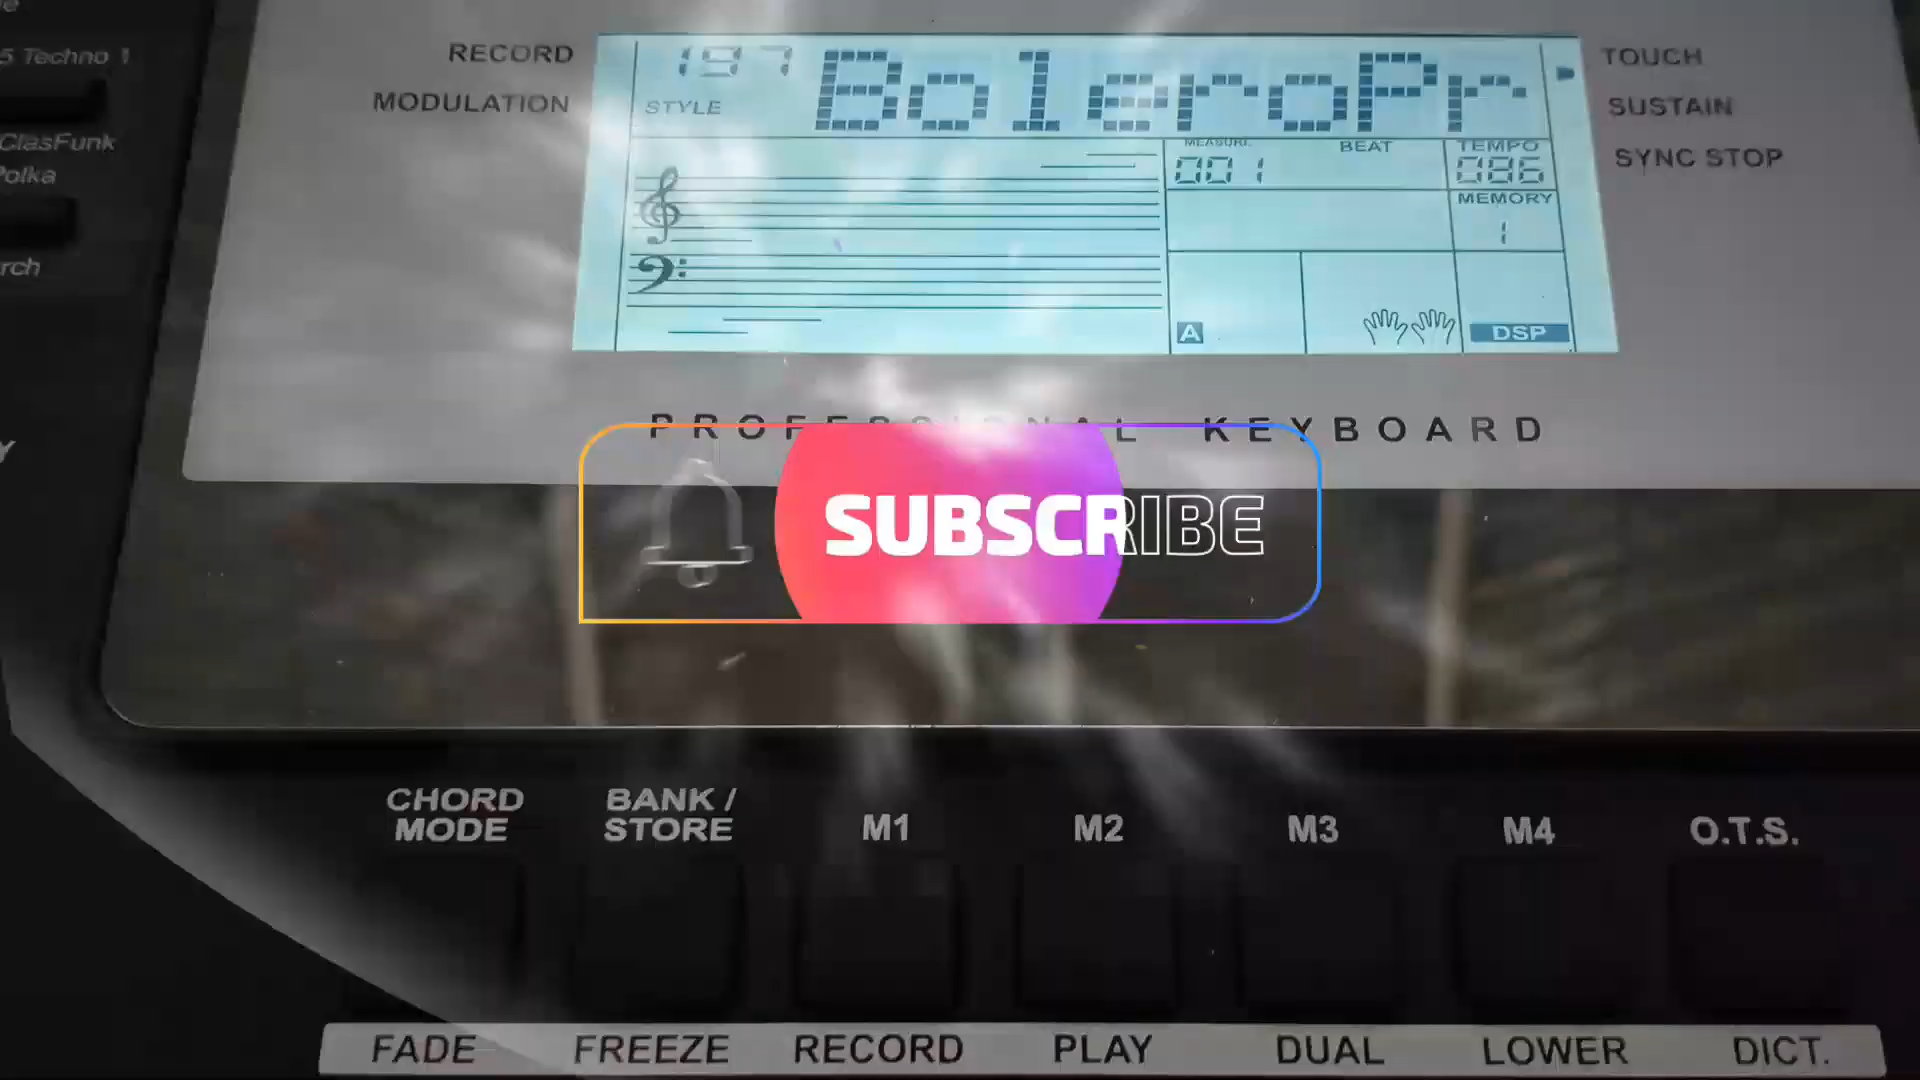 5 Techno 1
ClasFunk
Polka
RECORD
MODULATION
197
STYLE
BoleroPr
MEASURE
001
BEAT
TEMPO
086
MEMORY
1
A
DSP
TOUCH
SUSTAIN
SYNC STOP
PROFESSIONAL KEYBOARD
SUBSCRIBE
CHORD
MODE
BANK /
STORE
M1
M2
M3
M4
O.T.S.
FADE
FREEZE
RECORD
PLAY
DUAL
LOWER
DICT.